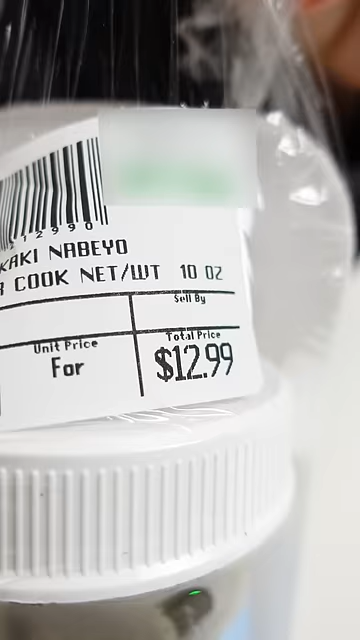 12990
KAKI NABEYO
R COOK NET/WT 10 OZ
Sell By
Unit Price
Total Price
For
$12.99